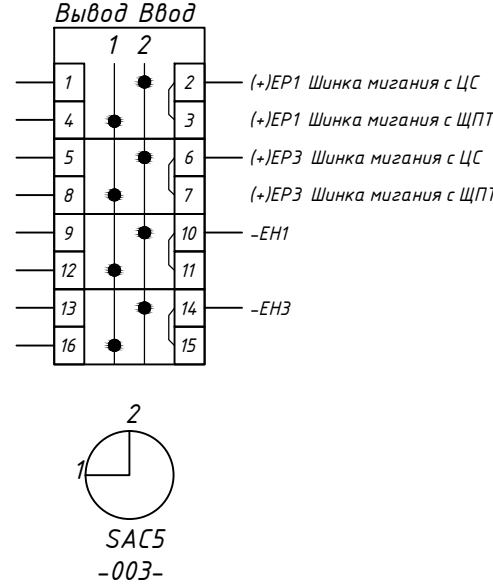 Вывод Ввод
1 2
1 2 (+)EP1 Шинка мигания с ЦС
4 3 (+)EP1 Шинка мигания с ЩПТ
5 6 (+)EP3 Шинка мигания с ЦС
8 7 (+)EP3 Шинка мигания с ЩПТ
9 10 -EH1
12 11
13 14 -EH3
16 15
2
1
SAC5
-003-